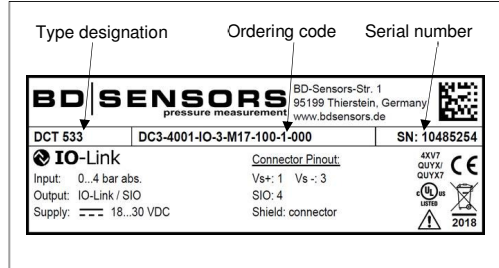 Type designation Ordering code Serial number
BD SENSORS
pressure measurement
BD-Sensors-Str. 1
95199 Thierstein, Germany
www.bdsensors.de
DCT 533 DC3-4001-IO-3-M17-100-1-000 SN: 10485254
IO-Link
Input: 0...4 bar abs.
Output: IO-Link / SIO
Supply: 18...30 VDC
Connector Pinout:
Vs+: 1 Vs -: 3
SIO: 4
Shield: connector
4XV7
QUYX/
QUYX7
CE
c UL us
LISTED
2018